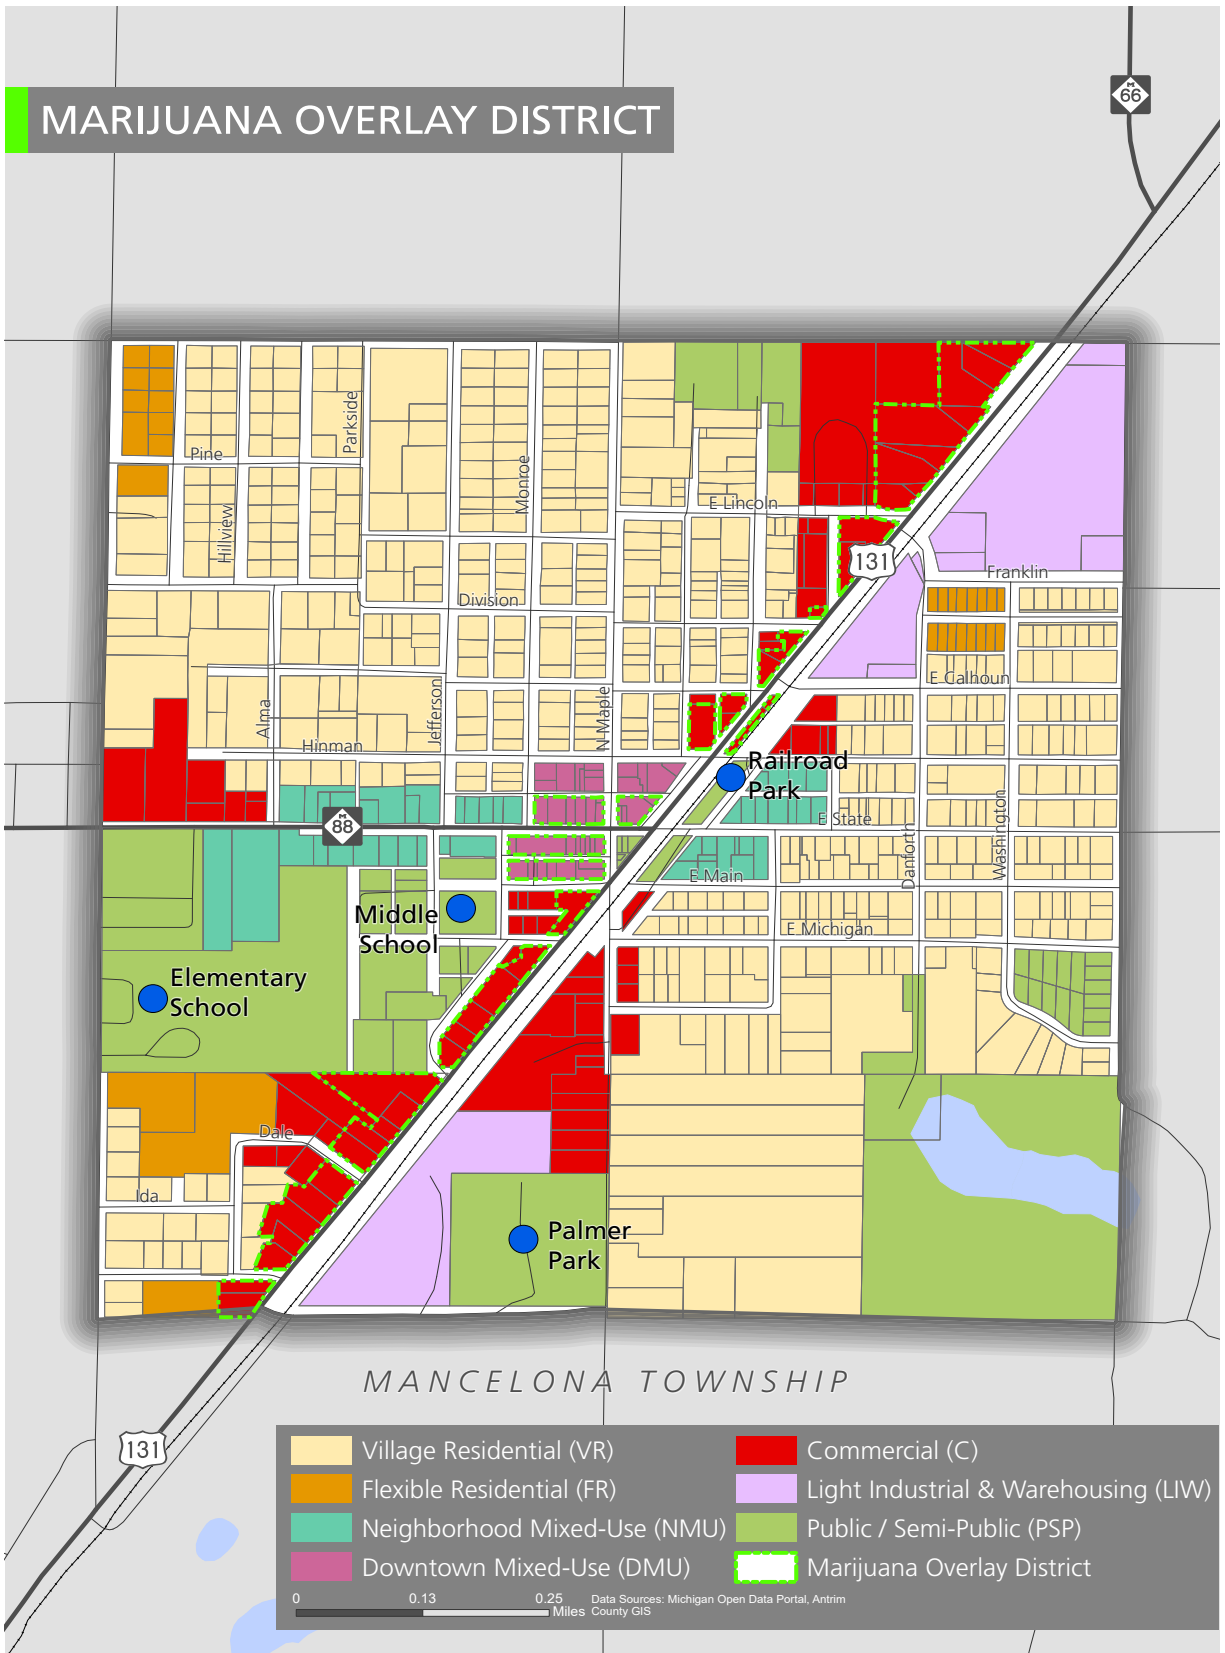 M
66
MARIJUANA OVERLAY DISTRICT
Parkside
Pine
Monroe
E Lincoln
Hillview
131
Franklin
Division
E Calhoun
Alma
Jefferson
N Maple
Hinman
Railroad
Park
M
88
E State
Danforth
Washington
E Main
Middle
School
E Michigan
Elementary
School
Dale
Ida
Palmer
Park
MANCELONA TOWNSHIP
131
Village Residential (VR)
Flexible Residential (FR)
Neighborhood Mixed-Use (NMU)
Downtown Mixed-Use (DMU)
Commercial (C)
Light Industrial & Warehousing (LIW)
Public / Semi-Public (PSP)
Marijuana Overlay District
0 0.13 0.25
Miles
Data Sources: Michigan Open Data Portal, Antrim
County GIS